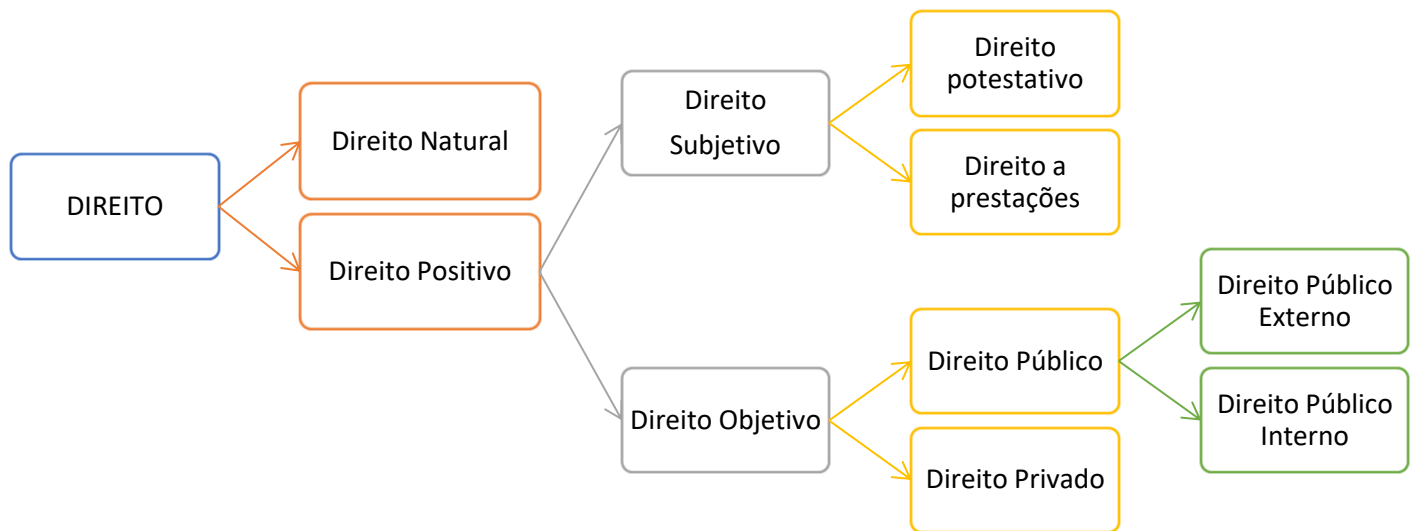 DIREITO
Direito Natural
Direito Positivo
Direito
Subjetivo
Direito Objetivo
Direito
potestativo
Direito a
prestações
Direito Público
Direito Privado
Direito Público
Externo
Direito Público
Interno